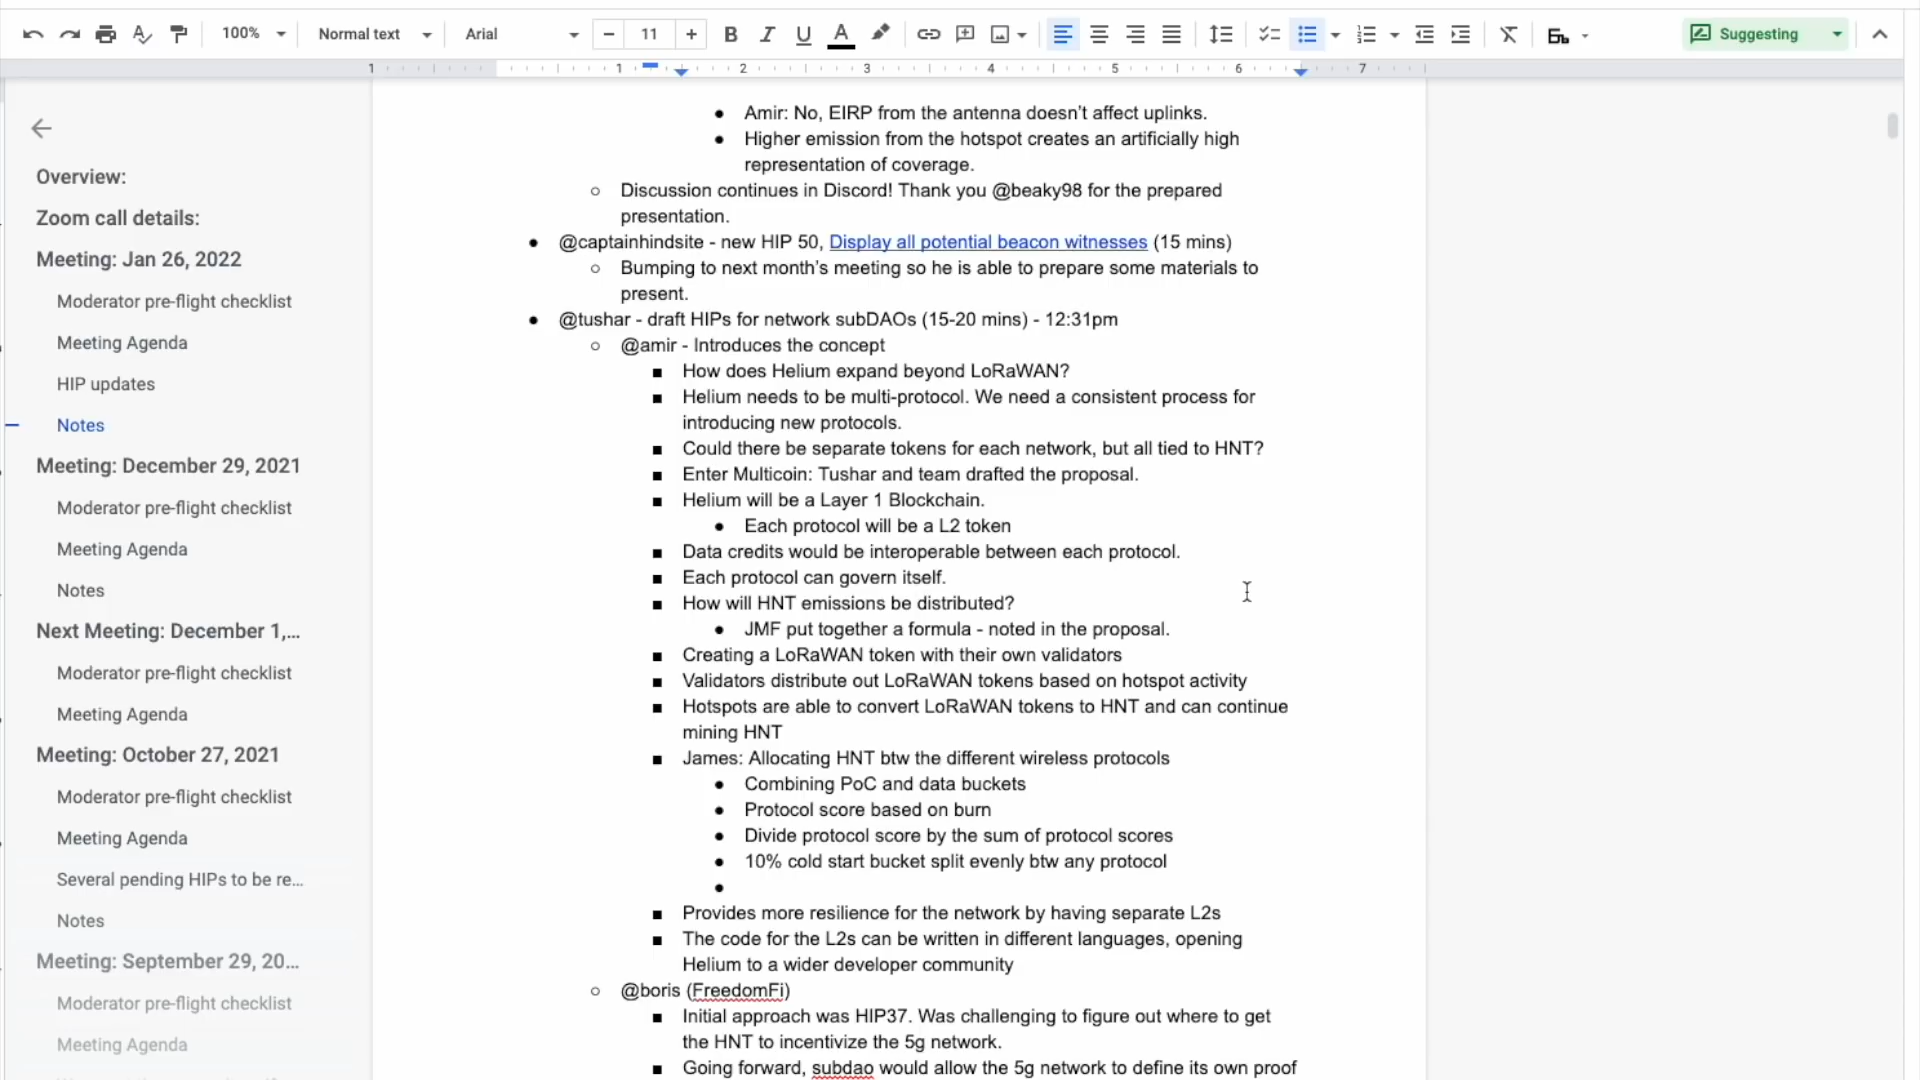 100%
Normal text
Arial
11
Suggesting
1 1 2 3 4 5 6 7
Overview:
Zoom call details:
Meeting: Jan 26, 2022
Moderator pre-flight checklist
Meeting Agenda
HIP updates
Notes
Meeting: December 29, 2021
Moderator pre-flight checklist
Meeting Agenda
Notes
Next Meeting: December 1,...
Moderator pre-flight checklist
Meeting Agenda
Meeting: October 27, 2021
Moderator pre-flight checklist
Meeting Agenda
Several pending HIPs to be re...
Notes
Meeting: September 29, 20...
Moderator pre-flight checklist
Meeting Agenda
● Amir: No, EIRP from the antenna doesn’t affect uplinks.
● Higher emission from the hotspot creates an artificially high
representation of coverage.
○ Discussion continues in Discord! Thank you @beaky98 for the prepared
presentation.
● @captainhindsite - new HIP 50, Display all potential beacon witnesses (15 mins)
○ Bumping to next month’s meeting so he is able to prepare some materials to
present.
● @tushar - draft HIPs for network subDAOs (15-20 mins) - 12:31pm
○ @amir - Introduces the concept
■ How does Helium expand beyond LoRaWAN?
■ Helium needs to be multi-protocol. We need a consistent process for
introducing new protocols.
■ Could there be separate tokens for each network, but all tied to HNT?
■ Enter Multicoin: Tushar and team drafted the proposal.
■ Helium will be a Layer 1 Blockchain.
● Each protocol will be a L2 token
■ Data credits would be interoperable between each protocol.
■ Each protocol can govern itself.
■ How will HNT emissions be distributed?
● JMF put together a formula - noted in the proposal.
■ Creating a LoRaWAN token with their own validators
■ Validators distribute out LoRaWAN tokens based on hotspot activity
■ Hotspots are able to convert LoRaWAN tokens to HNT and can continue
mining HNT
■ James: Allocating HNT btw the different wireless protocols
● Combining PoC and data buckets
● Protocol score based on burn
● Divide protocol score by the sum of protocol scores
● 10% cold start bucket split evenly btw any protocol
●
■ Provides more resilience for the network by having separate L2s
■ The code for the L2s can be written in different languages, opening
Helium to a wider developer community
○ @boris (FreedomFi)
■ Initial approach was HIP37. Was challenging to figure out where to get
the HNT to incentivize the 5g network.
■ Going forward, subdao would allow the 5g network to define its own proof